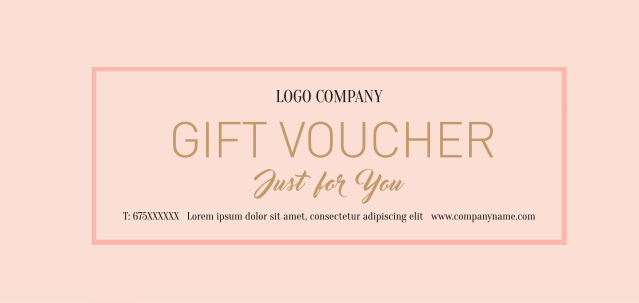 LOGO COMPANY
GIFT VOUCHER
Just for You
T: 675XXXXXX Lorem ipsum dolor sit amet, consectetur adipiscing elit www.companyname.com